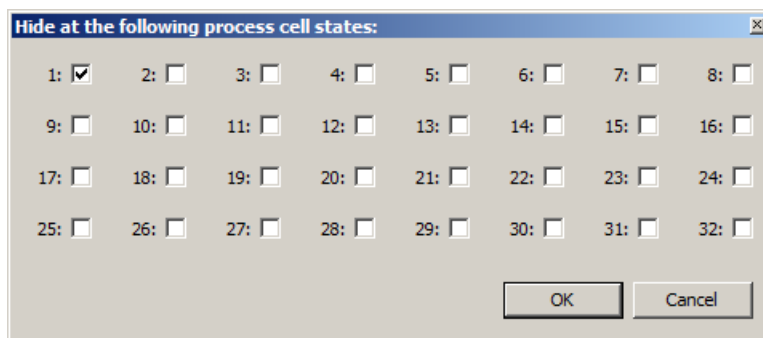 Hide at the following process cell states:
1: 2: 3: 4: 5: 6: 7: 8:
9: 10: 11: 12: 13: 14: 15: 16:
17: 18: 19: 20: 21: 22: 23: 24:
25: 26: 27: 28: 29: 30: 31: 32:
OK Cancel